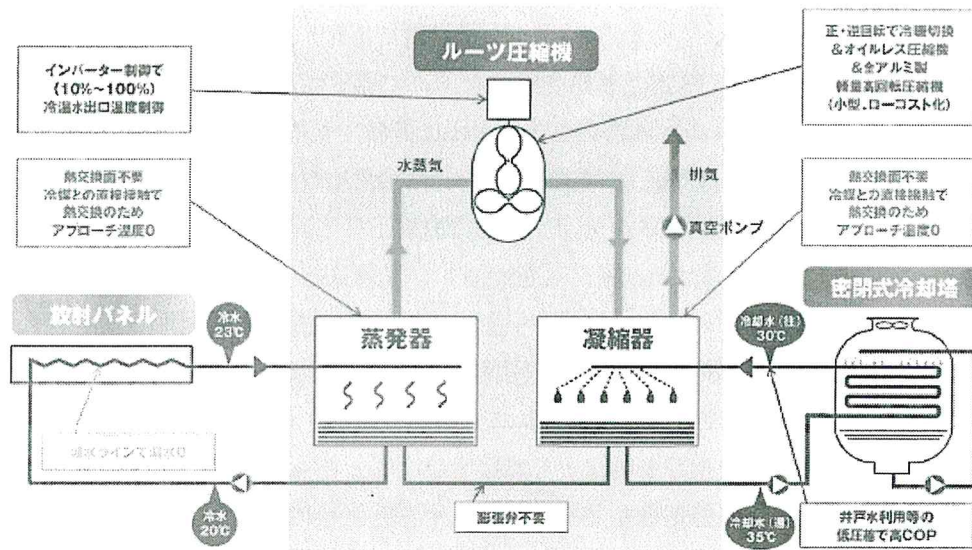 ルーツ圧縮機
インバーター制御で
(10%~100%)
冷温水出口温度制御
正・逆回転で冷暖切換
&オイルレス圧縮機
&全アルミ製
軽量高回転圧縮機
(小型、ローコスト化)
水蒸気
排気
真空ポンプ
熱交換面不要
冷媒との直接接触で
熱交換のため
アプローチ温度0
熱交換面不要
冷媒との直接接触で
熱交換のため
アプローチ温度0
放射パネル
冷水
23℃
蒸発器
凝縮器
冷却水(往)
30℃
密閉式冷却塔
冷水
20℃
膨張弁不要
冷却水(還)
35℃
井戸水利用等の
低圧差で高COP